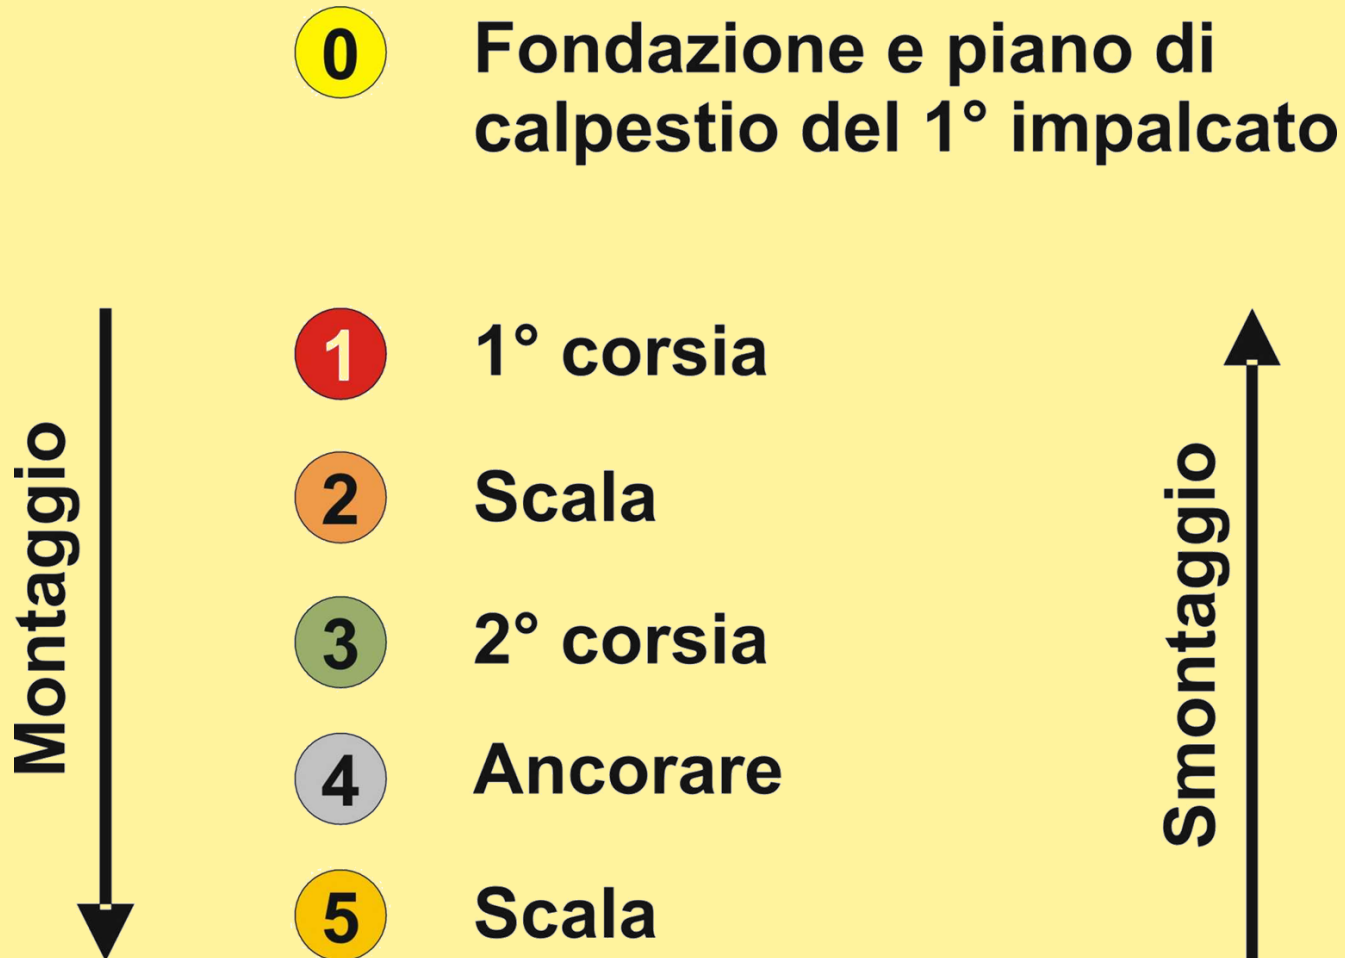 0 Fondazione e piano di
calpestio del 1° impalcato
1 1° corsia
2 Scala
3 2° corsia
4 Ancorare
5 Scala
Montaggio
Smontaggio